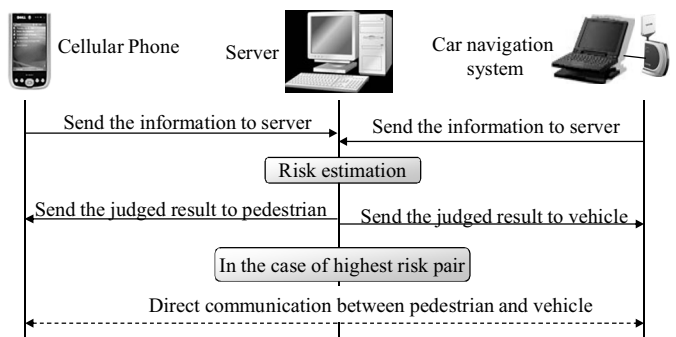 Cellular Phone
Server
Car navigation
system
Send the information to server
Send the information to server
Risk estimation
Send the judged result to pedestrian
Send the judged result to vehicle
In the case of highest risk pair
Direct communication between pedestrian and vehicle